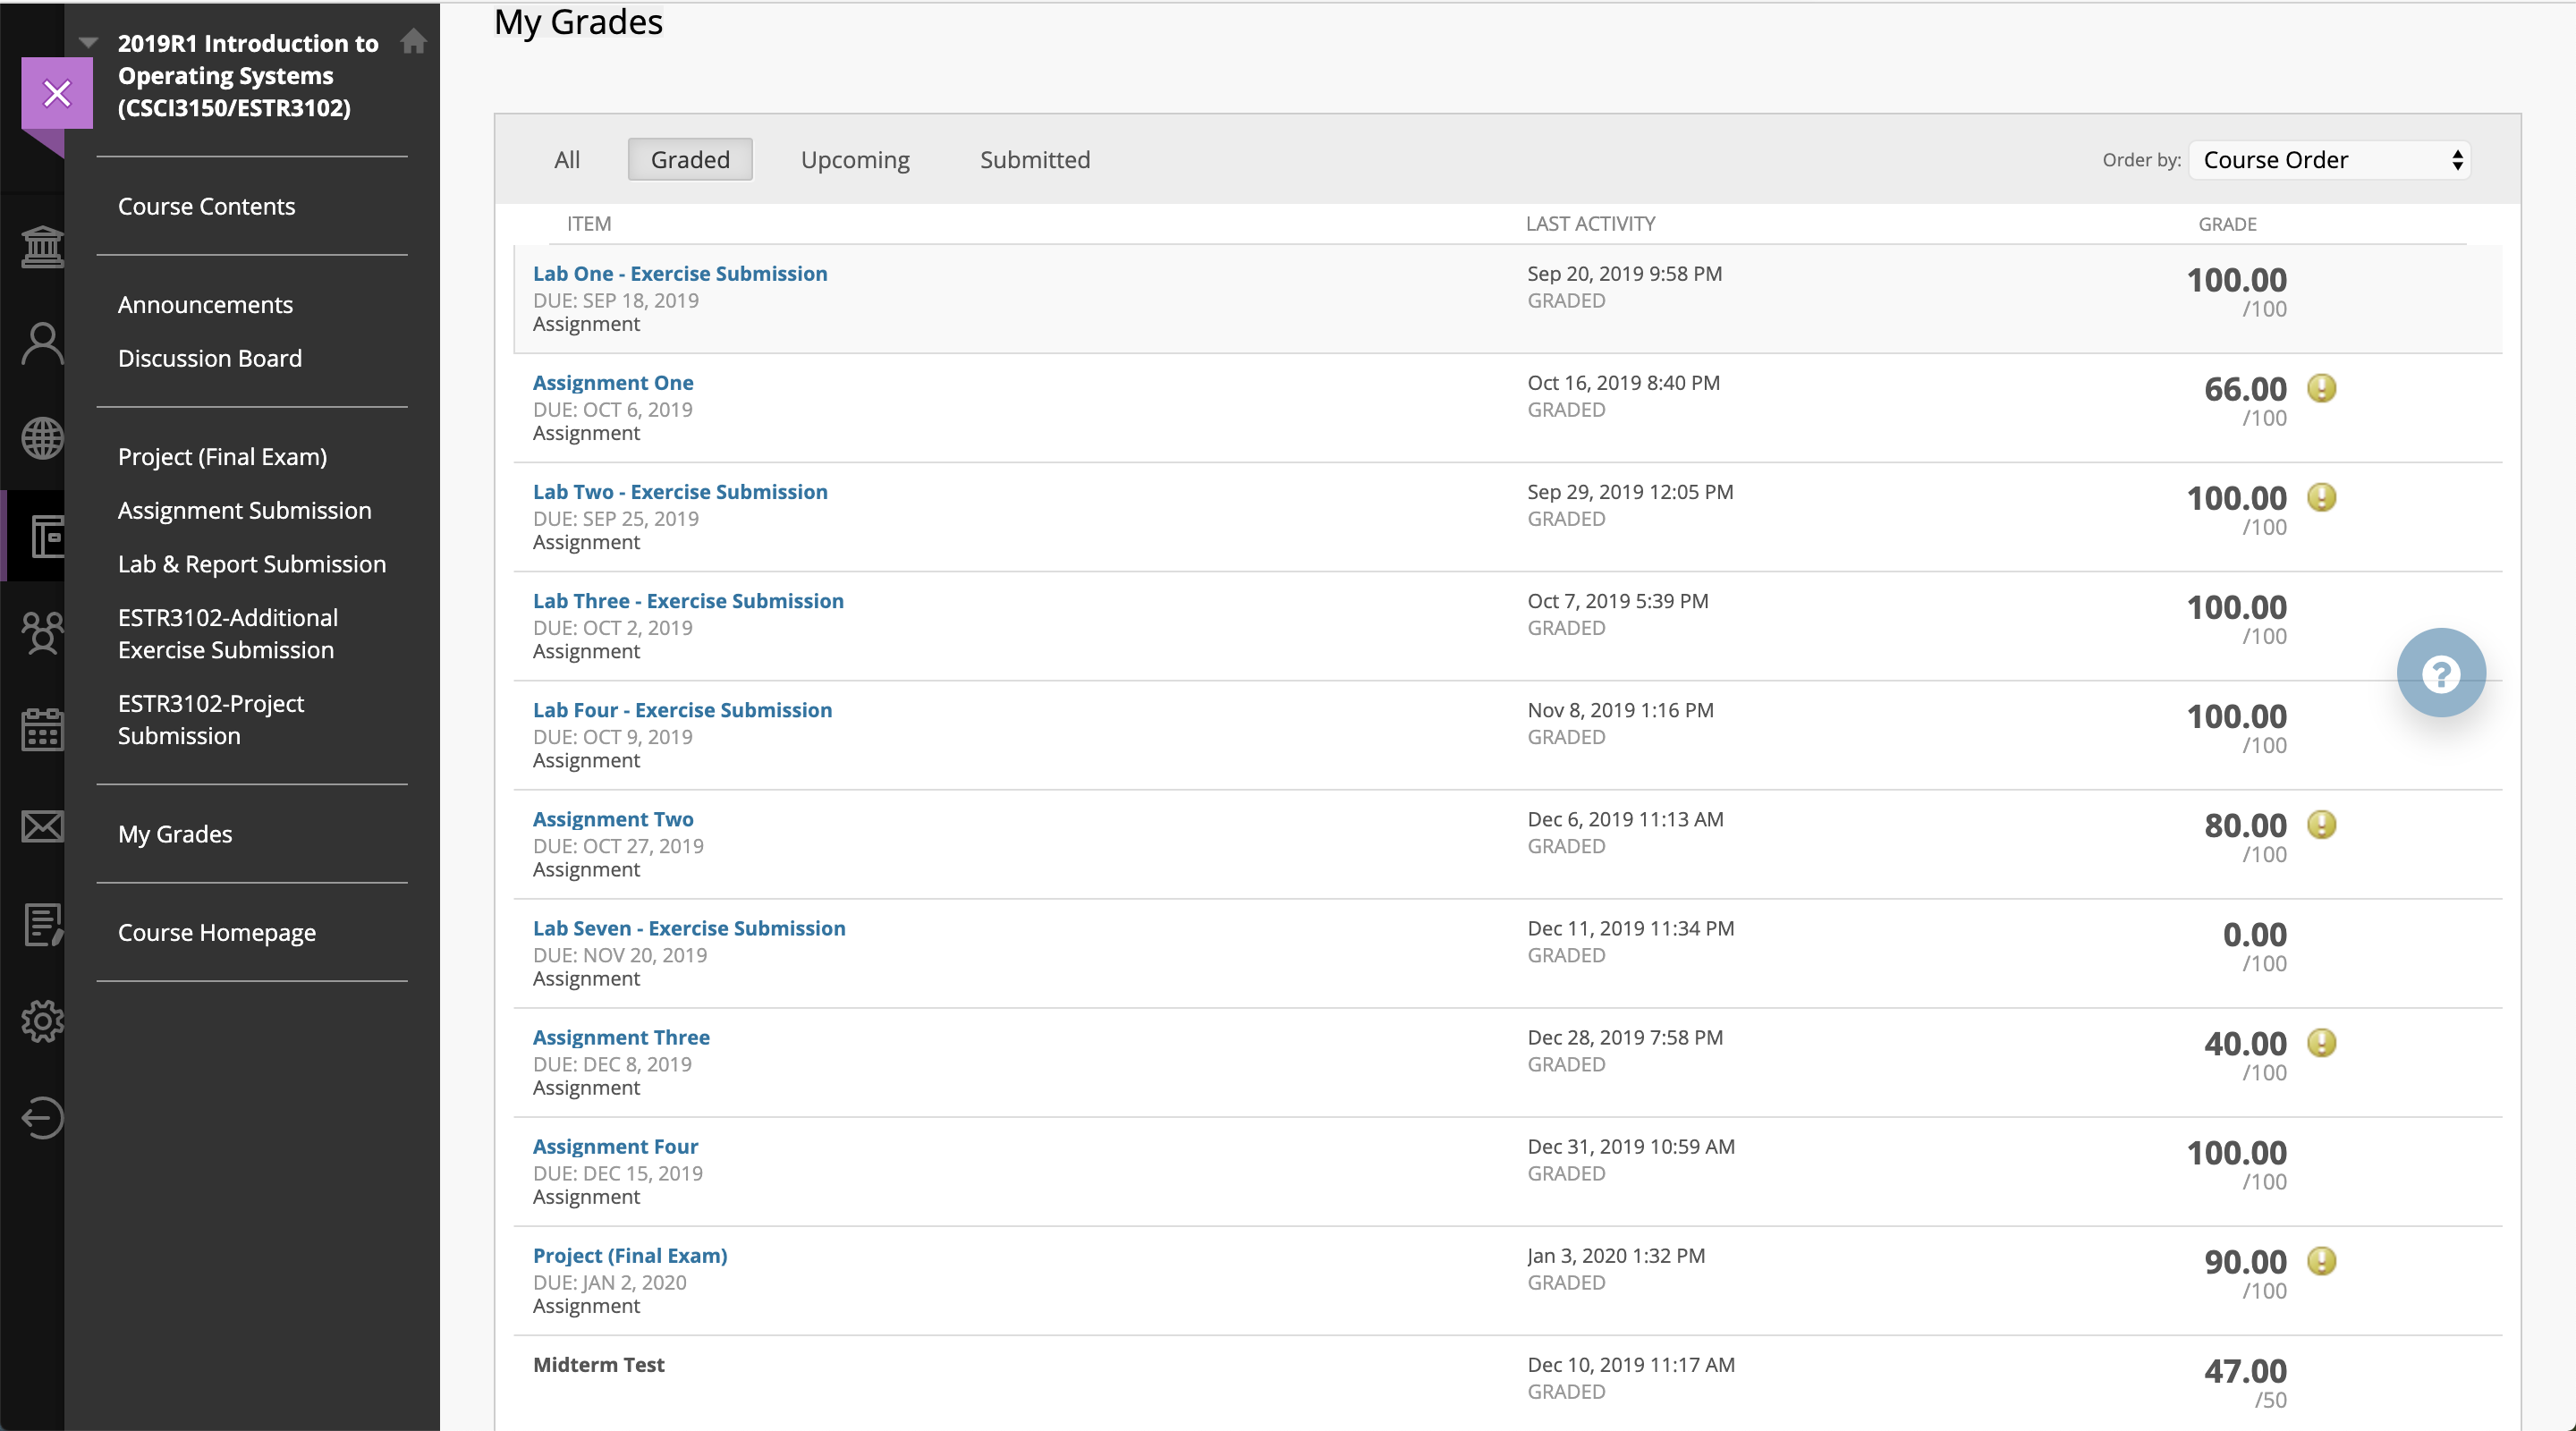 2019R1 Introduction to
Operating Systems
(CSCI3150/ESTR3102)
Course Contents
Announcements
Discussion Board
Project (Final Exam)
Assignment Submission
Lab & Report Submission
ESTR3102-Additional
Exercise Submission
ESTR3102-Project
Submission
My Grades
Course Homepage
My Grades
All Graded Upcoming Submitted Order by: Course Order
ITEM LAST ACTIVITY GRADE
Lab One - Exercise Submission Sep 20, 2019 9:58 PM 100.00
DUE: SEP 18, 2019 GRADED /100
Assignment
Assignment One Oct 16, 2019 8:40 PM 66.00
DUE: OCT 6, 2019 GRADED /100
Assignment
Lab Two - Exercise Submission Sep 29, 2019 12:05 PM 100.00
DUE: SEP 25, 2019 GRADED /100
Assignment
Lab Three - Exercise Submission Oct 7, 2019 5:39 PM 100.00
DUE: OCT 2, 2019 GRADED /100
Assignment
Lab Four - Exercise Submission Nov 8, 2019 1:16 PM 100.00
DUE: OCT 9, 2019 GRADED /100
Assignment
Assignment Two Dec 6, 2019 11:13 AM 80.00
DUE: OCT 27, 2019 GRADED /100
Assignment
Lab Seven - Exercise Submission Dec 11, 2019 11:34 PM 0.00
DUE: NOV 20, 2019 GRADED /100
Assignment
Assignment Three Dec 28, 2019 7:58 PM 40.00
DUE: DEC 8, 2019 GRADED /100
Assignment
Assignment Four Dec 31, 2019 10:59 AM 100.00
DUE: DEC 15, 2019 GRADED /100
Assignment
Project (Final Exam) Jan 3, 2020 1:32 PM 90.00
DUE: JAN 2, 2020 GRADED /100
Assignment
Midterm Test Dec 10, 2019 11:17 AM 47.00
GRADED /50